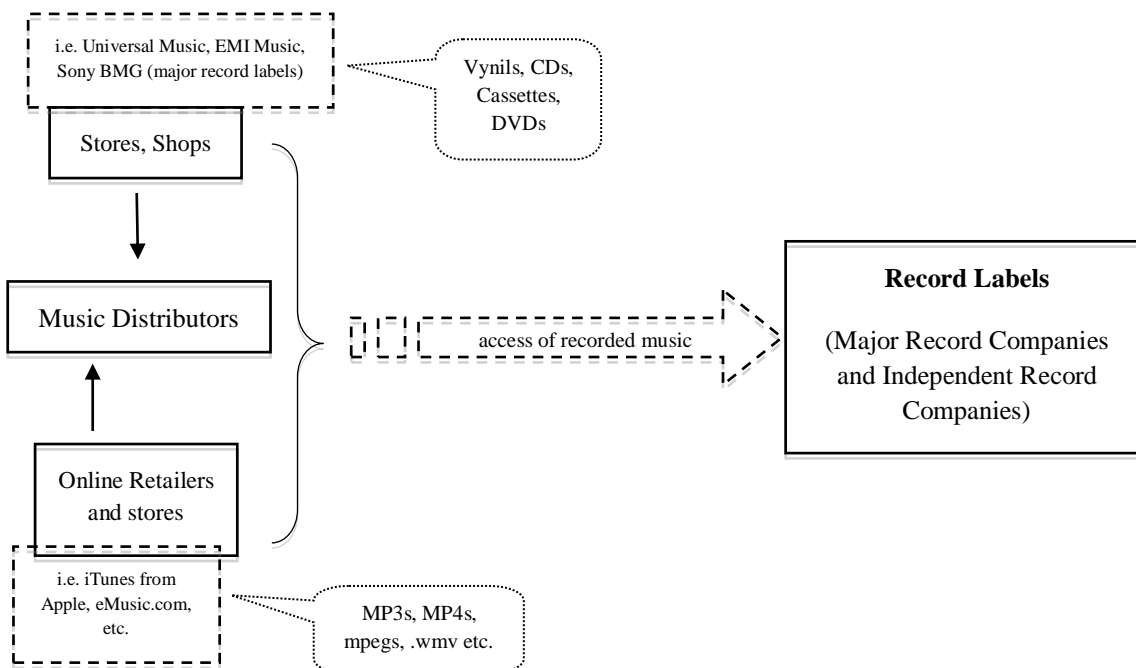 i.e. Universal Music, EMI Music,
Sony BMG (major record labels)
Vynils, CDs,
Cassettes,
DVDs
Stores, Shops
Music Distributors
access of recorded music
Record Labels
(Major Record Companies
and Independent Record
Companies)
Online Retailers
and stores
i.e. iTunes from
Apple, eMusic.com,
etc.
MP3s, MP4s,
mpegs, .wmv etc.